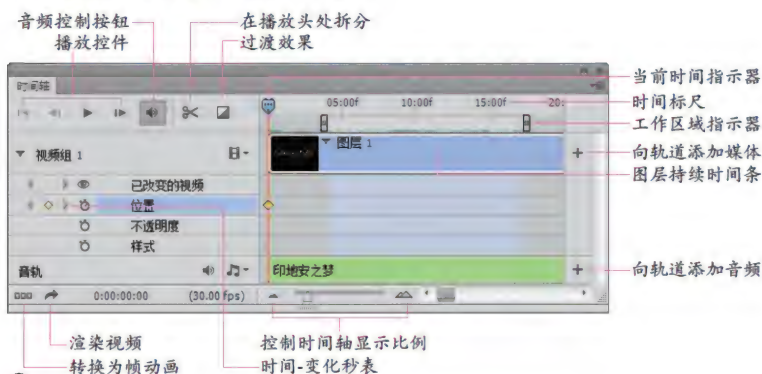 音频控制按钮
在播放头处拆分
播放控件
过渡效果
当前时间指示器
时间轴
05:00f 10:00f 15:00f 20:
时间标尺
工作区域指示器
视频组 1
图层 1
向轨道添加媒体
图层持续时间条
已改变的视频
位置
不透明度
样式
音轨
印地安之梦
向轨道添加音频
0:00:00:00 (30.00 fps)
渲染视频
控制时间轴显示比例
转换为帧动画
时间-变化秒表